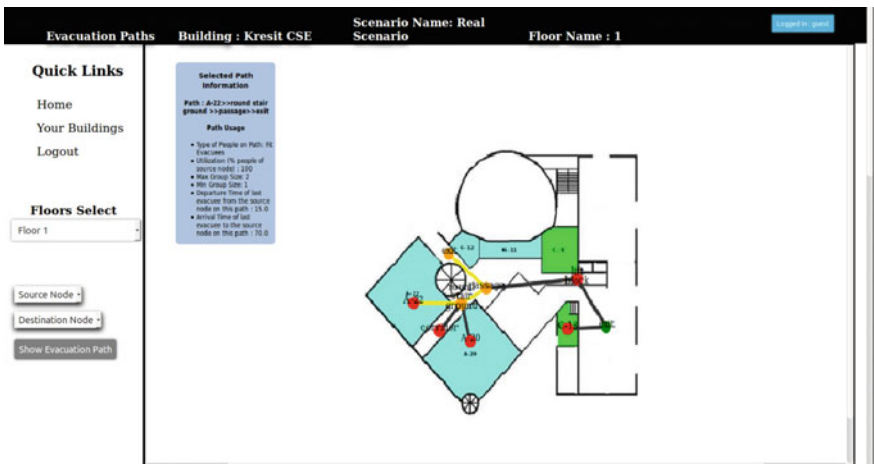 Scenario Name: Real
Evacuation Paths Building : Kresit CSE Scenario Floor Name : 1
Logged in : guest
Quick Links
Home
Your Buildings
Logout
Floors Select
Floor 1
Source Node
Destination Node
Show Evacuation Path
Selected Path
Information
Path : A-22>>round stair
ground >>passage>>exit
Path Usage
Type of People on Path: Fit
Evacuees
Utilization (% people of
source node) : 100
Max Group Size: 2
Min Group Size: 1
Departure Time of last
evacuee from the source
node on this path : 15.0
Arrival Time of last
evacuee to the source
node on this path : 70.0
A-20
A-20